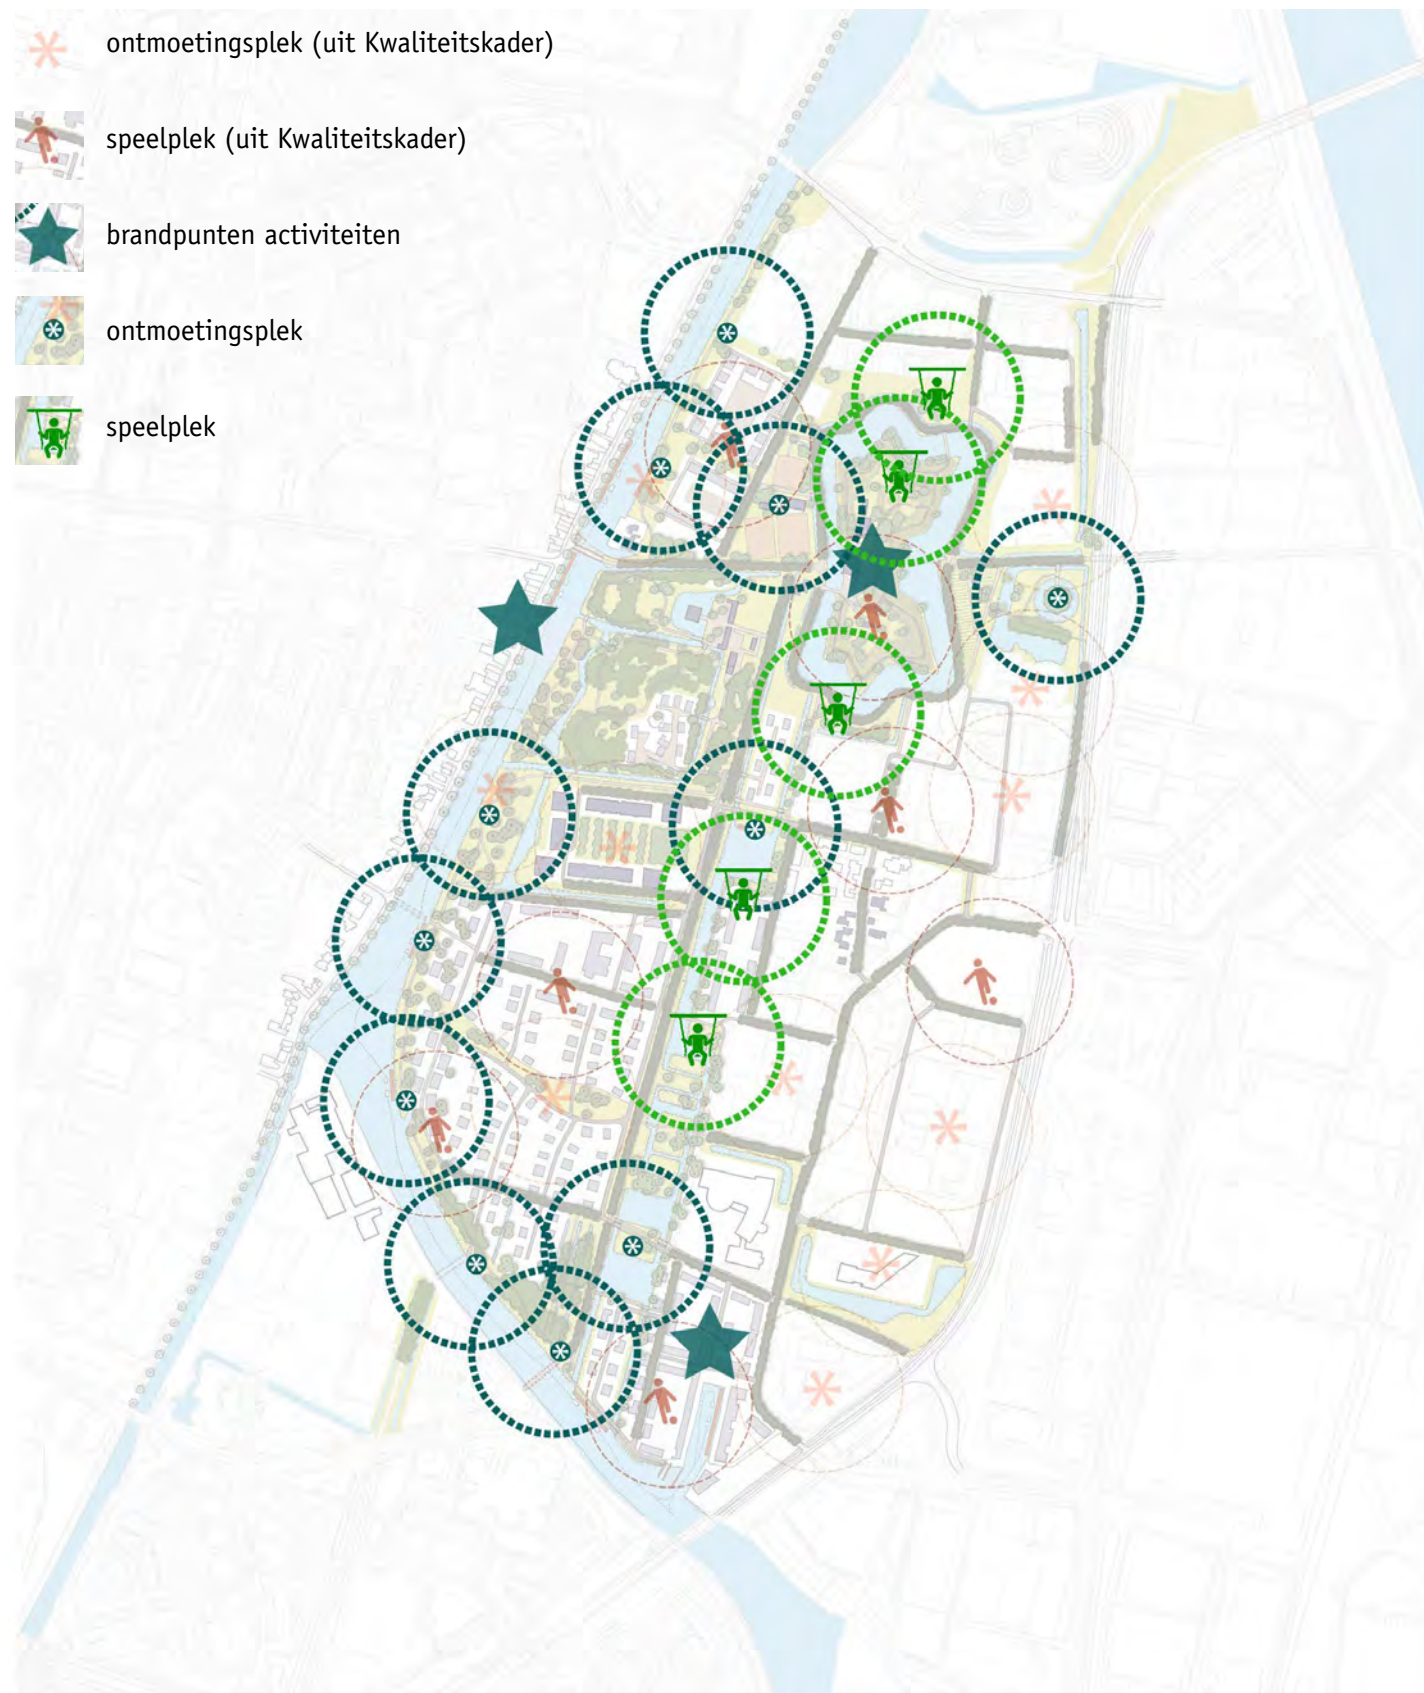 ontmoetingsplek (uit Kwaliteitskader)
speelplek (uit Kwaliteitskader)
brandpunten activiteiten
ontmoetingsplek
speelplek